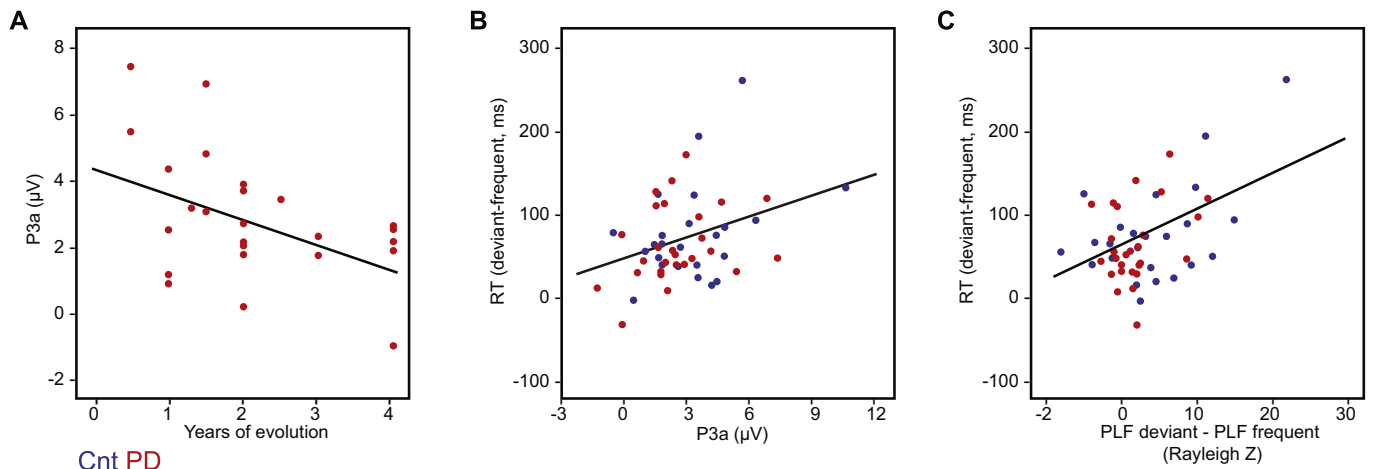 A
8
6
4
2
0
-2
P3a (µV)
0 1 2 3 4
Years of evolution
Cnt PD
B
300
200
100
0
-100
RT (deviant-frequent, ms)
-3 0 3 6 9 12
P3a (µV)
C
300
200
100
0
-100
RT (deviant-frequent, ms)
-2 0 10 20 30
PLF deviant - PLF frequent
(Rayleigh Z)